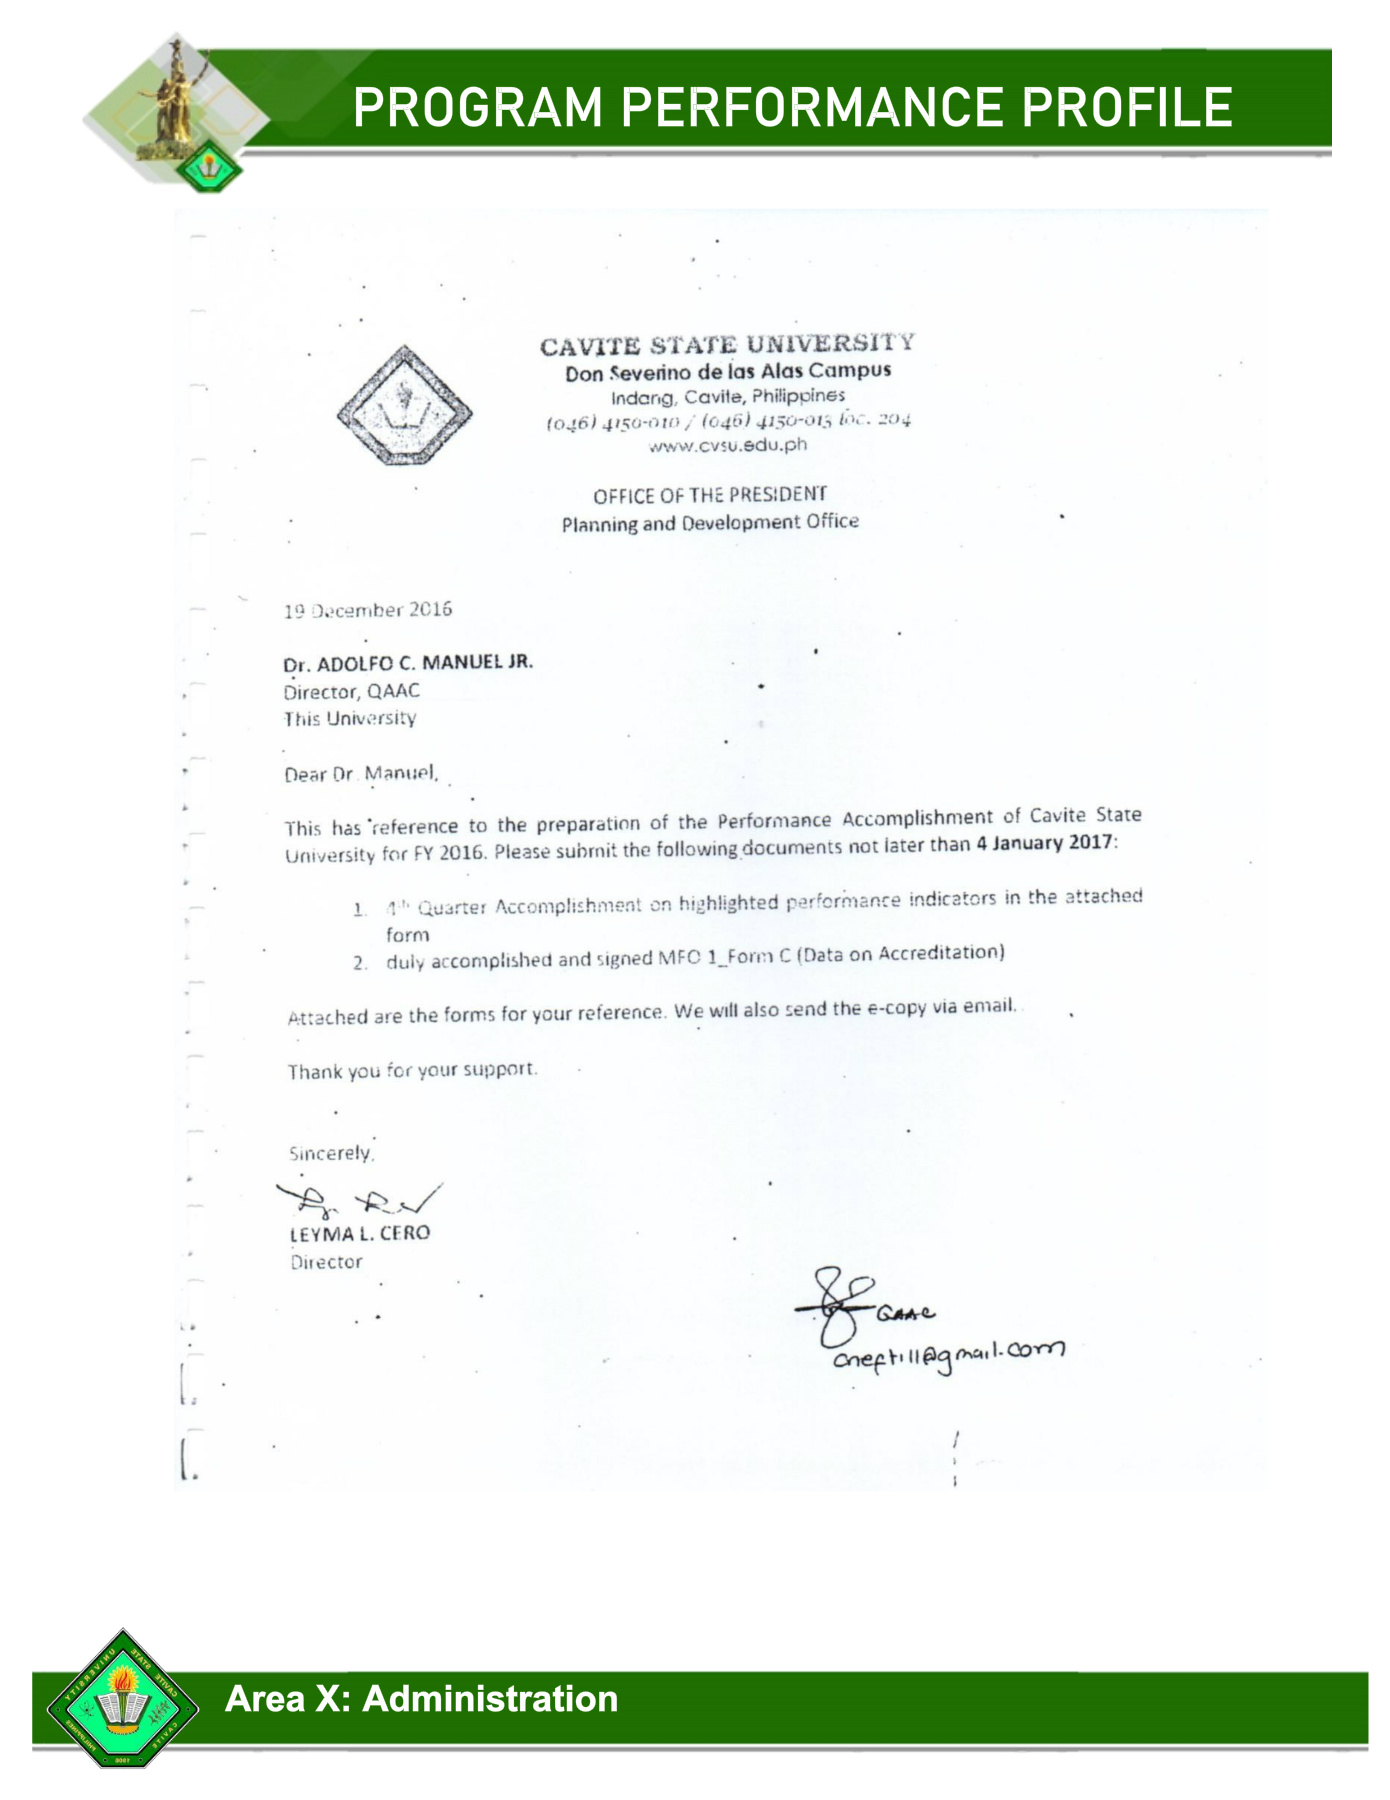 PROGRAM PERFORMANCE PROFILE
CAVITE STATE UNIVERSITY
Don Severino de las Alas Campus
Indang, Cavite, Philippines
(046) 4150-010 / (046) 4150-013 loc. 204
www.cvsu.edu.ph
OFFICE OF THE PRESIDENT
Planning and Development Office
19 December 2016
Dr. ADOLFO C. MANUEL JR.
Director, QAAC
This University
Dear Dr. Manuel,
This has reference to the preparation of the Performance Accomplishment of Cavite State
University for FY 2016. Please submit the following documents not later than 4 January 2017:
1. 4th Quarter Accomplishment on highlighted performance indicators in the attached
form
2. duly accomplished and signed MFO 1_Form C (Data on Accreditation)
Attached are the forms for your reference. We will also send the e-copy via email.
Thank you for your support.
Sincerely,
LEYMA L. CERO
Director
QAAC
Area X: Administration
CAVITE STATE UNIVERSITY
CAVITE
PHILIPPINES
1906